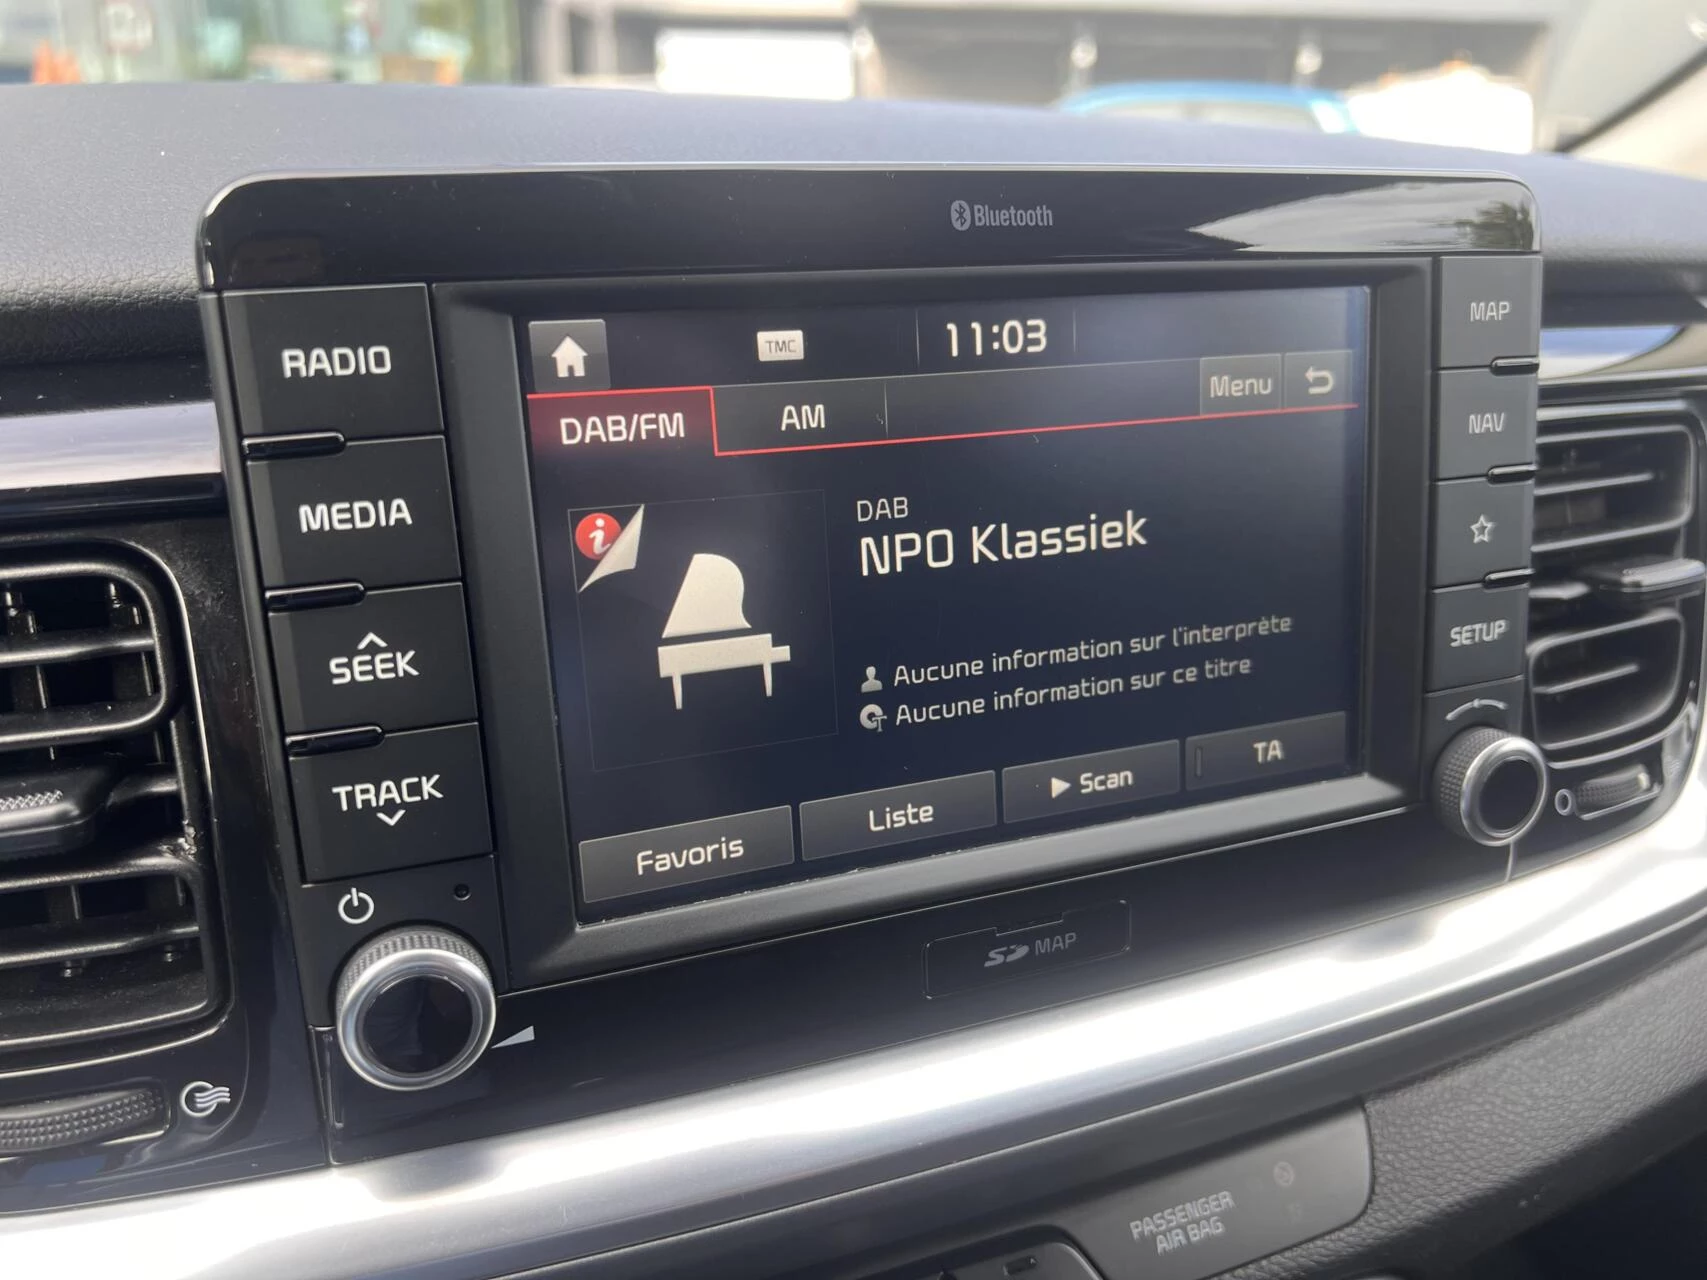 Bluetooth
RADIO
MEDIA
SEEK
TRACK
TMC
11:03
DAB/FM
AM
Menu
i
DAB
NPO Klassiek
Aucune information sur l'interprète
Aucune information sur ce titre
Favoris
Liste
Scan
TA
MAP
NAV
SETUP
SD MAP
PASSENGER
AIR BAG